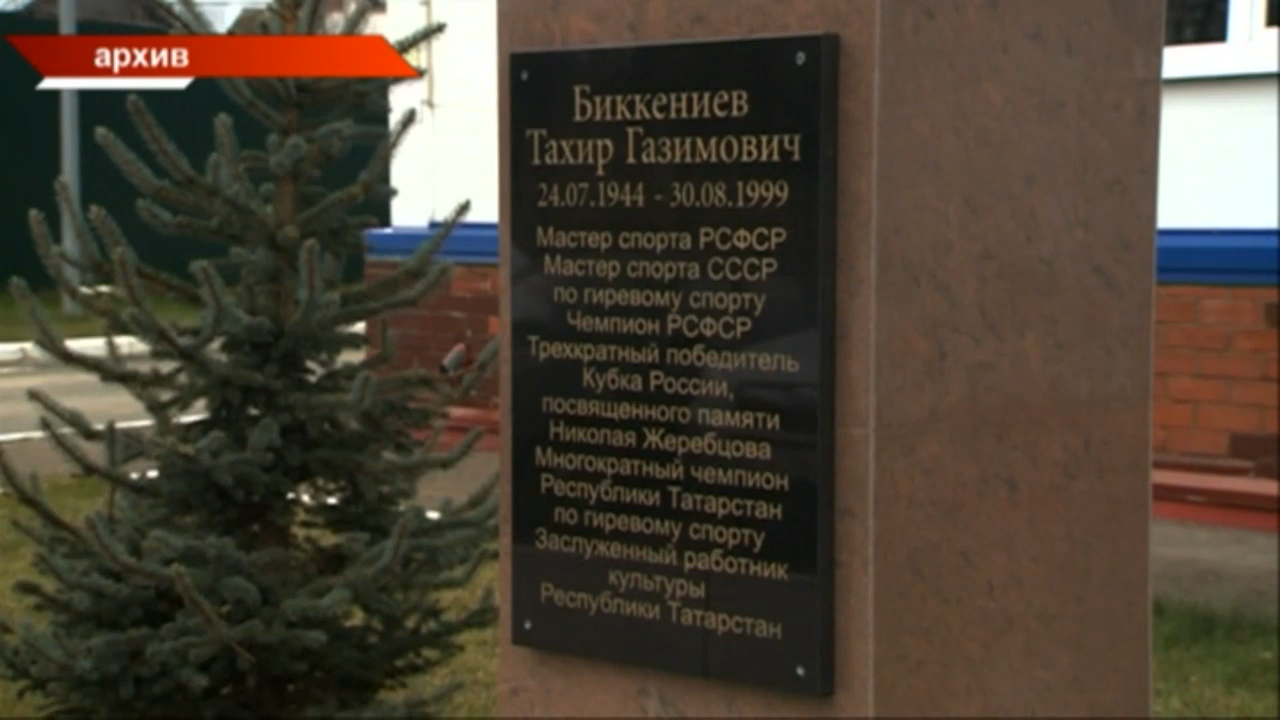 архив
Биккениев
Тахир Газимович
24.07.1944 - 30.08.1999
Мастер спорта РСФСР
Мастер спорта СССР
по гиревому спорту
Чемпион РСФСР
Трехкратный победитель
Кубка России,
посвященного памяти
Николая Жеребцова
Многократный чемпион
Республики Татарстан
по гиревому спорту
Заслуженный работник
культуры
Республики Татарстан